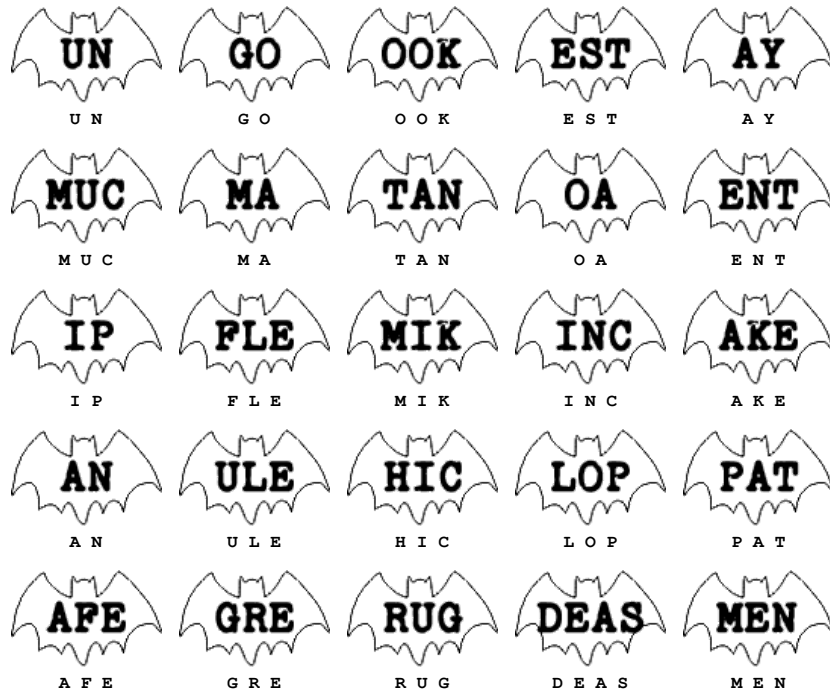 UN GO OOK EST AY
U N G O O O K E S T A Y
MUC MA TAN OA ENT
M U C M A T A N O A E N T
IP FLE MIK INC AKE
I P F L E M I K I N C A K E
AN ULE HIC LOP PAT
A N U L E H I C L O P P A T
AFE GRE RUG DEAS MEN
A F E G R E R U G D E A S M E N